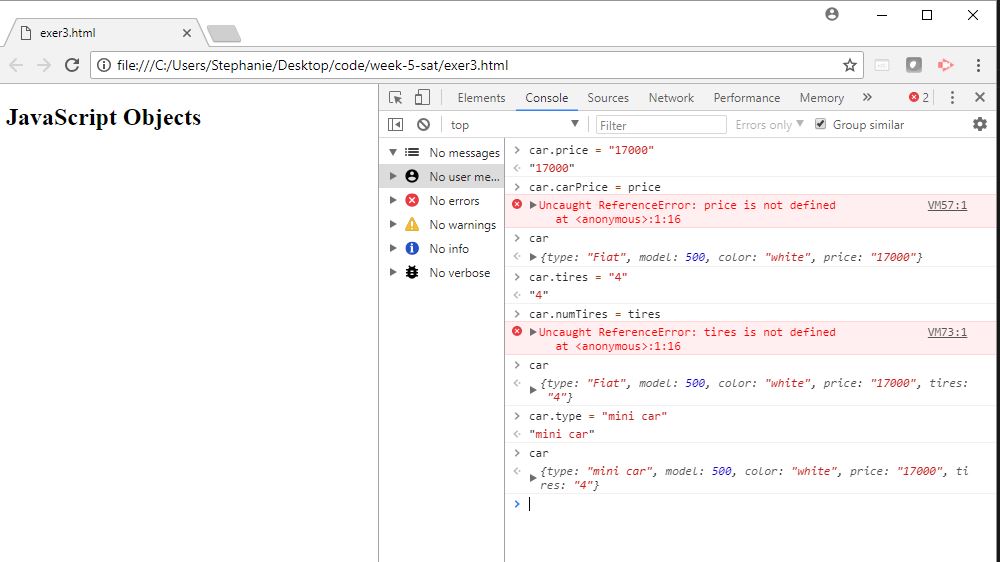 exer3.html
file:///C:/Users/Stephanie/Desktop/code/week-5-sat/exer3.html
JavaScript Objects
Elements Console Sources Network Performance Memory » 2
top Filter Errors only Group similar
No messages
No user me...
No errors
No warnings
No info
No verbose
> car.price = "17000"
"17000"
> car.carPrice = price
Uncaught ReferenceError: price is not defined VM57:1
at <anonymous>:1:16
> car
{type: "Fiat", model: 500, color: "white", price: "17000"}
> car.tires = "4"
"4"
> car.numTires = tires
Uncaught ReferenceError: tires is not defined VM73:1
at <anonymous>:1:16
> car
{type: "Fiat", model: 500, color: "white", price: "17000", tires:
"4"}
> car.type = "mini car"
"mini car"
> car
{type: "mini car", model: 500, color: "white", price: "17000", ti
res: "4"}
>